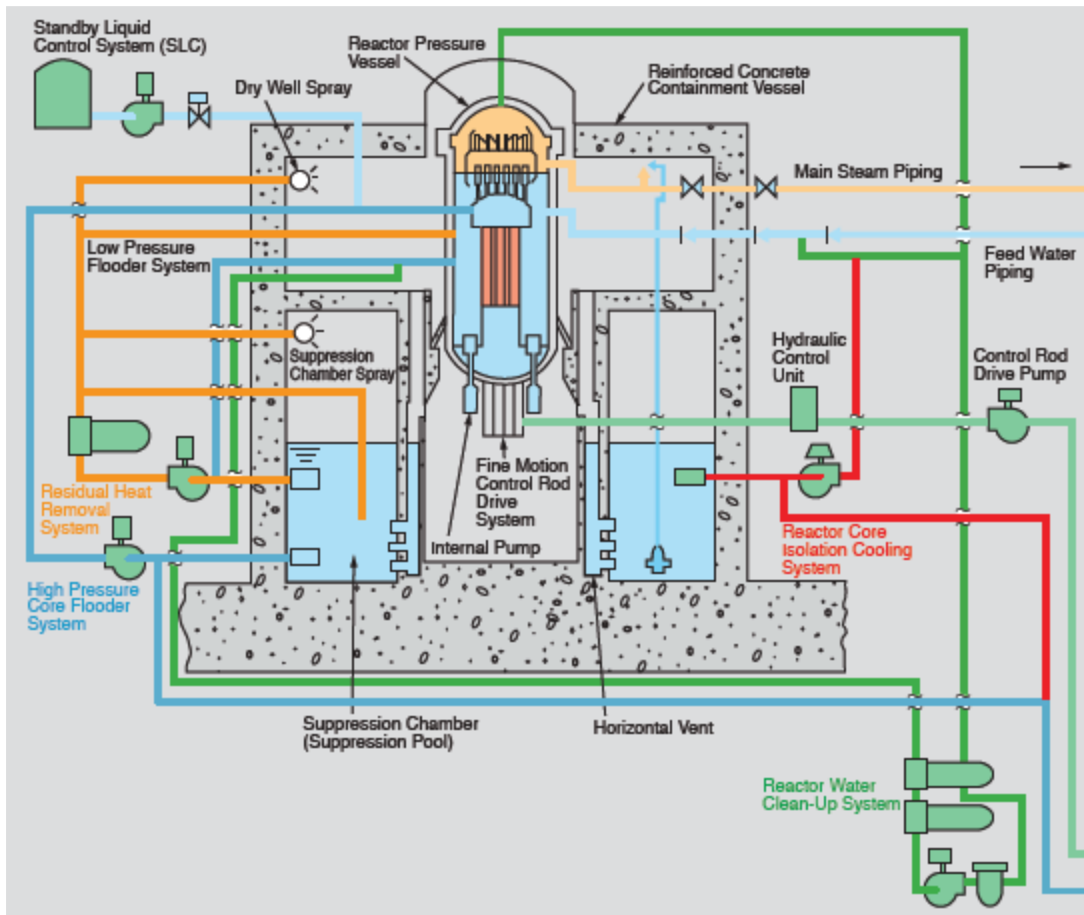 Standby Liquid
Control System (SLC)
Reactor Pressure
Vessel
Dry Well Spray
Reinforced Concrete
Containment Vessel
Main Steam Piping
Low Pressure
Flooder System
Feed Water
Piping
Suppression
Chamber Spray
Hydraulic
Control
Unit
Control Rod
Drive Pump
Residual Heat
Removal
System
Fine Motion
Control Rod
Drive
System
Internal Pump
Reactor Core
Isolation Cooling
System
High Pressure
Core Flooder
System
Suppression Chamber
(Suppression Pool)
Horizontal Vent
Reactor Water
Clean-Up System